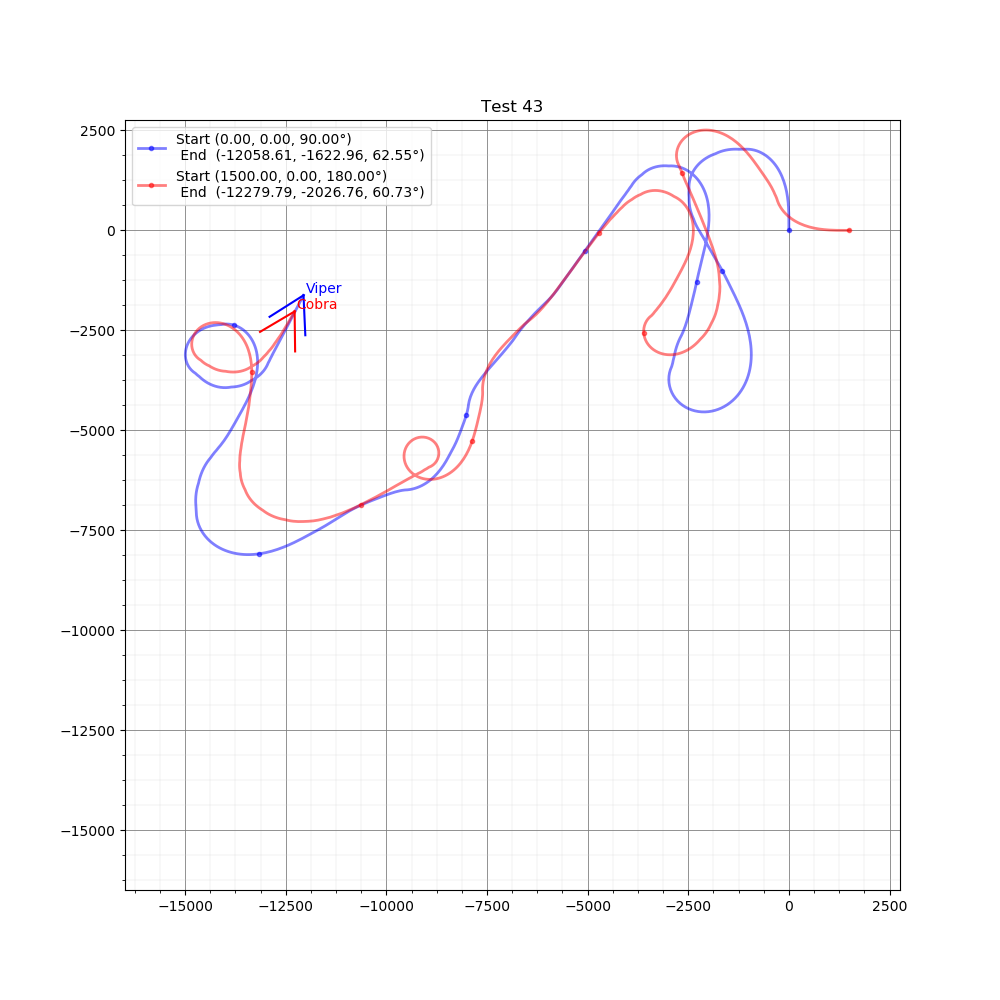 Test 43
Start (0.00, 0.00, 90.00°)
End  (-12058.61, -1622.96, 62.55°)
Start (1500.00, 0.00, 180.00°)
End  (-12279.79, -2026.76, 60.73°)
2500
0
−2500
−5000
−7500
−10000
−12500
−15000
Viper
Cobra
−15000
−12500
−10000
−7500
−5000
−2500
0
2500